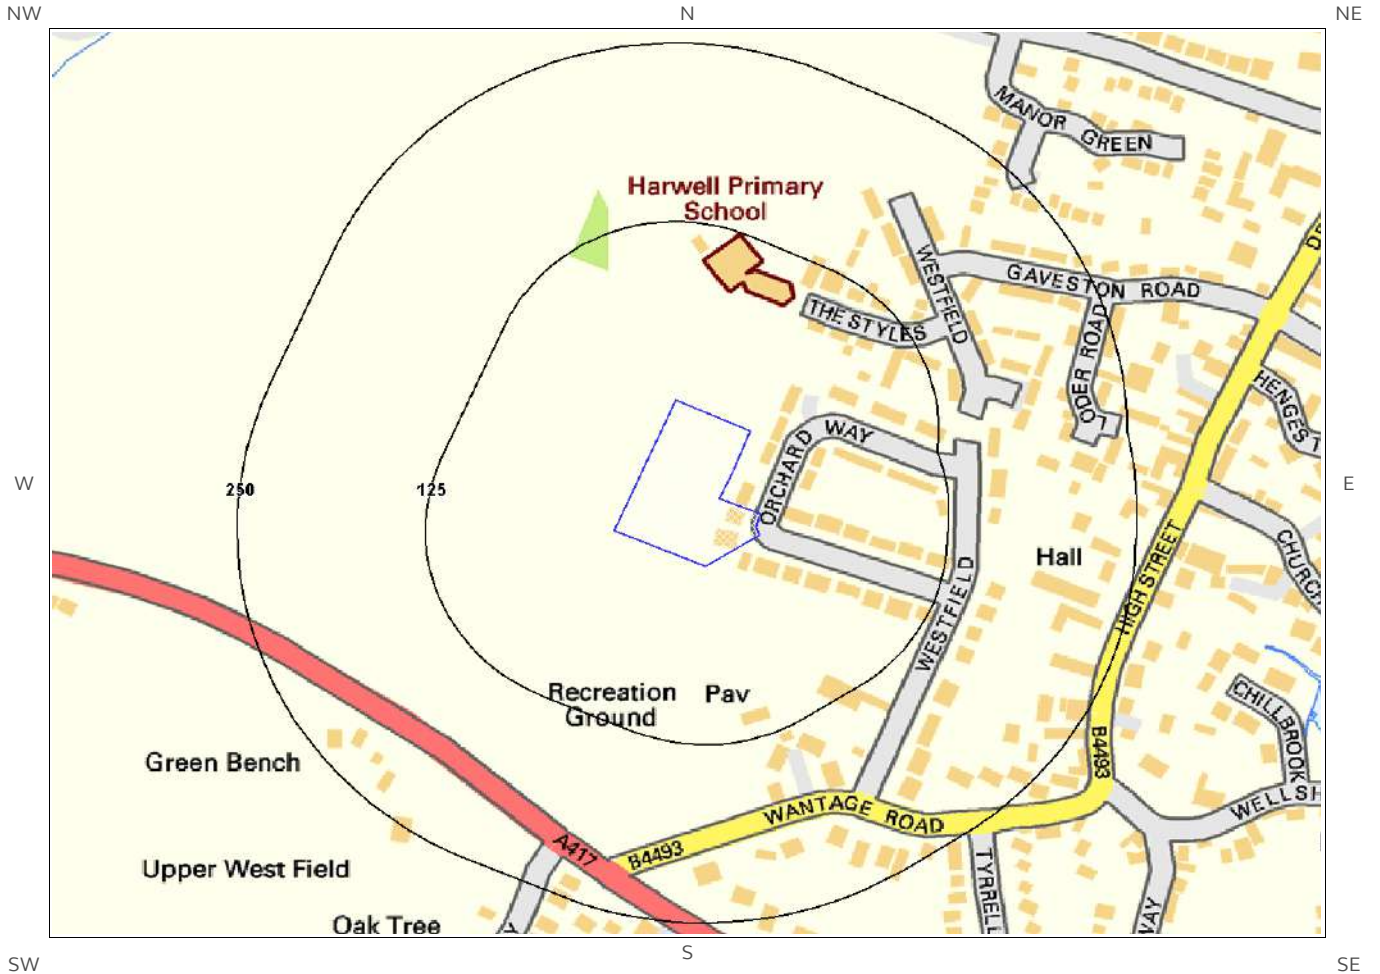 NW
N
NE
MANOR GREEN
Harwell Primary
School
WESTFIELD
GAVESTON ROAD
THE STYLES
LODER ROAD
HENGEST
ORCHARD WAY
W
250
125
E
HIGH STREET
CHURCH
Hall
WESTFIELD
Recreation
Ground
Pav
CHILLBROOK
B4493
Green Bench
WELLSH
WANTAGE ROAD
A417
B4493
Upper West Field
TYRRELL
WAY
Oak Tree
Y
SW
S
SE